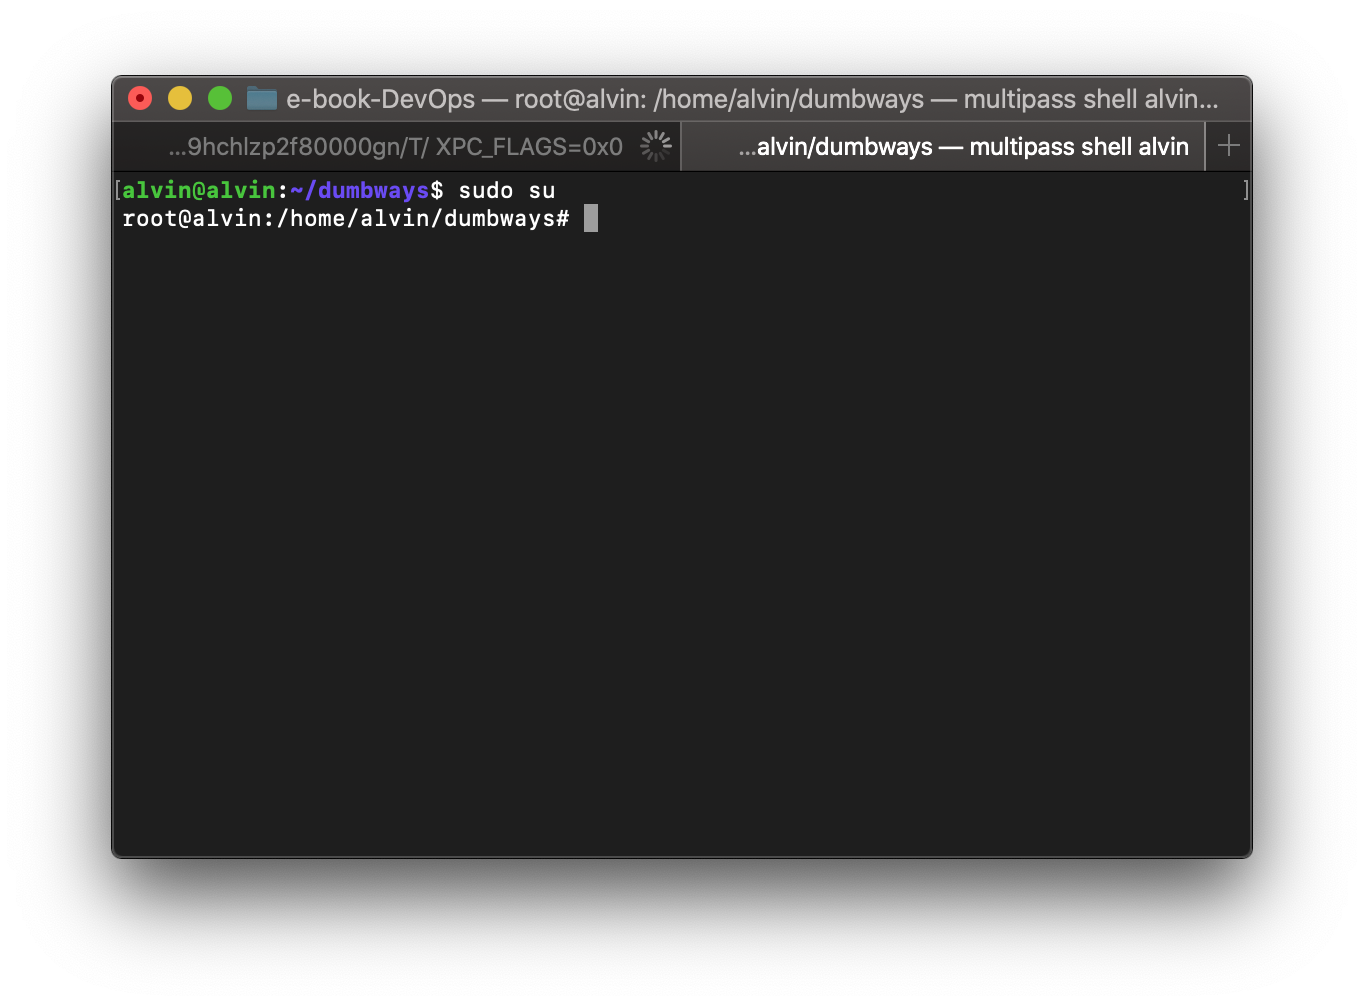 e-book-DevOps — root@alvin: /home/alvin/dumbways — multipass shell alvin...
...9hchlzp2f80000gn/T/ XPC_FLAGS=0x0
...alvin/dumbways — multipass shell alvin
[alvin@alvin:~/dumbways$ sudo su ]
root@alvin:/home/alvin/dumbways#